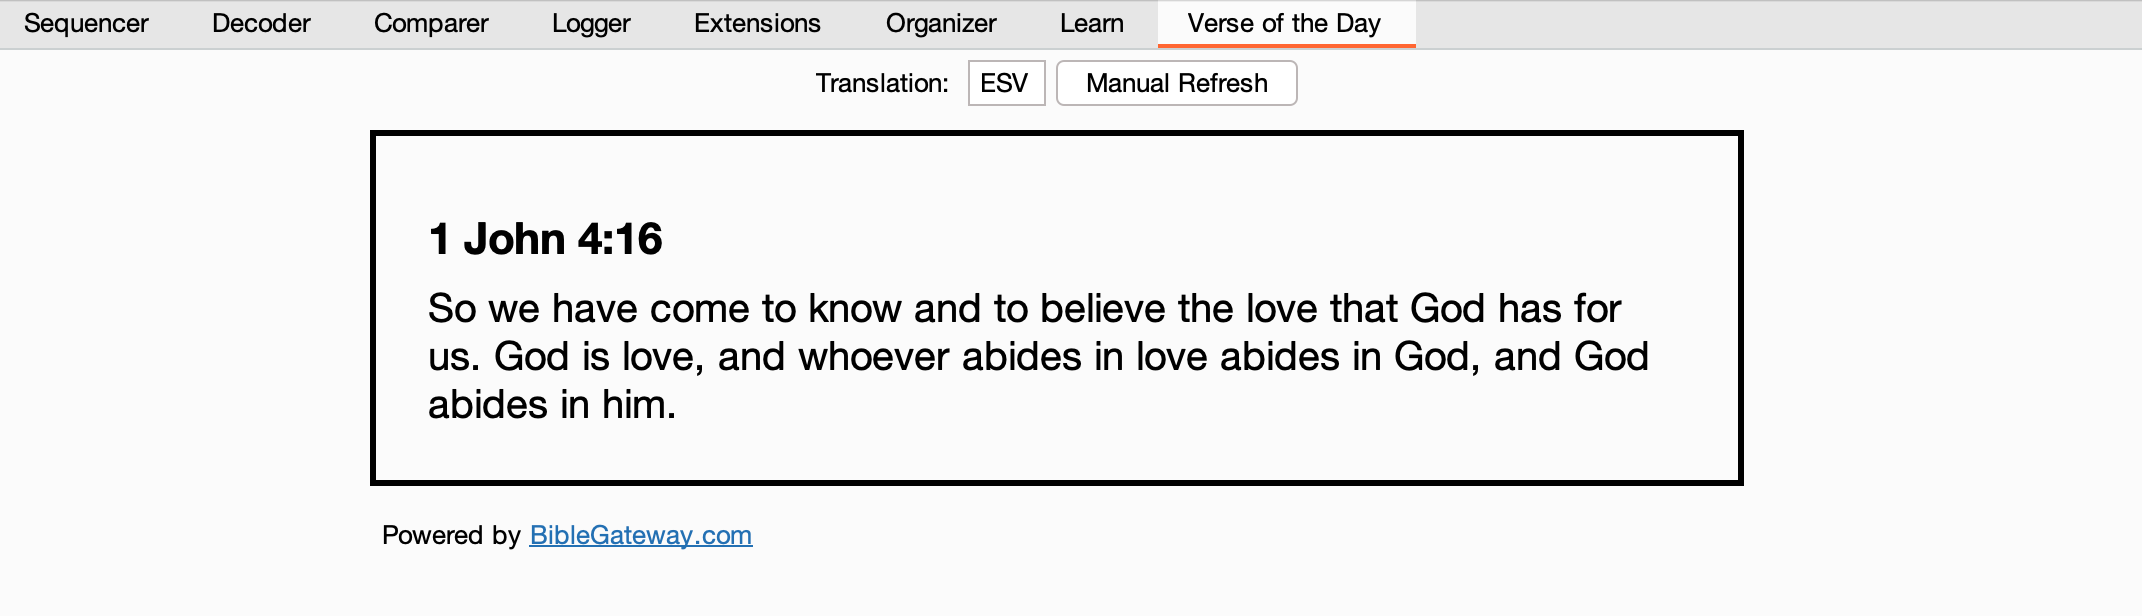 Sequencer Decoder Comparer Logger Extensions Organizer Learn Verse of the Day
Translation: ESV Manual Refresh
1 John 4:16
So we have come to know and to believe the love that God has for
us. God is love, and whoever abides in love abides in God, and God
abides in him.
Powered by BibleGateway.com